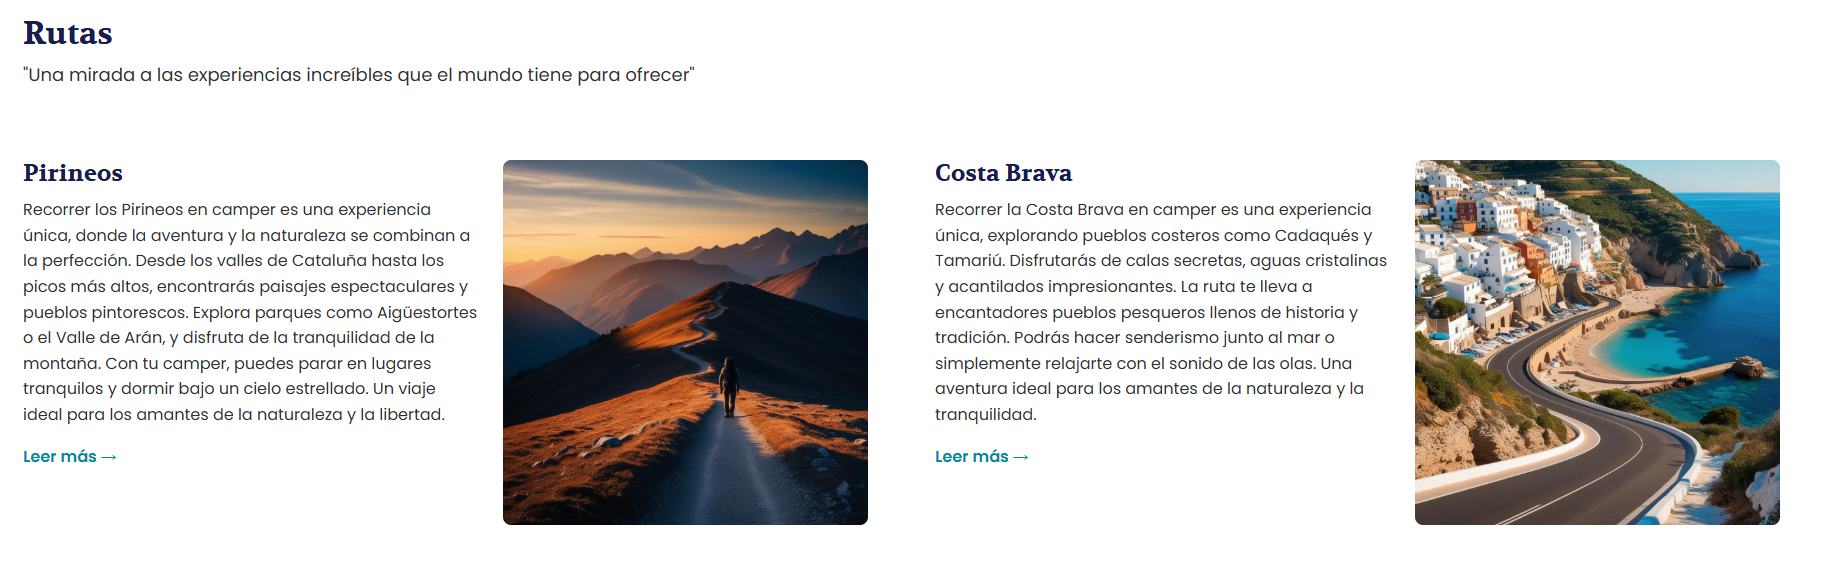 Rutas
"Una mirada a las experiencias increíbles que el mundo tiene para ofrecer"
Pirineos
Recorrer los Pirineos en camper es una experiencia
única, donde la aventura y la naturaleza se combinan a
la perfección. Desde los valles de Cataluña hasta los
picos más altos, encontrarás paisajes espectaculares y
pueblos pintorescos. Explora parques como Aigüestortes
o el Valle de Arán, y disfruta de la tranquilidad de la
montaña. Con tu camper, puedes parar en lugares
tranquilos y dormir bajo un cielo estrellado. Un viaje
ideal para los amantes de la naturaleza y la libertad.
Leer más →
Costa Brava
Recorrer la Costa Brava en camper es una experiencia
única, explorando pueblos costeros como Cadaqués y
Tamariú. Disfrutarás de calas secretas, aguas cristalinas
y acantilados impresionantes. La ruta te lleva a
encantadores pueblos pesqueros llenos de historia y
tradición. Podrás hacer senderismo junto al mar o
simplemente relajarte con el sonido de las olas. Una
aventura ideal para los amantes de la naturaleza y la
tranquilidad.
Leer más →